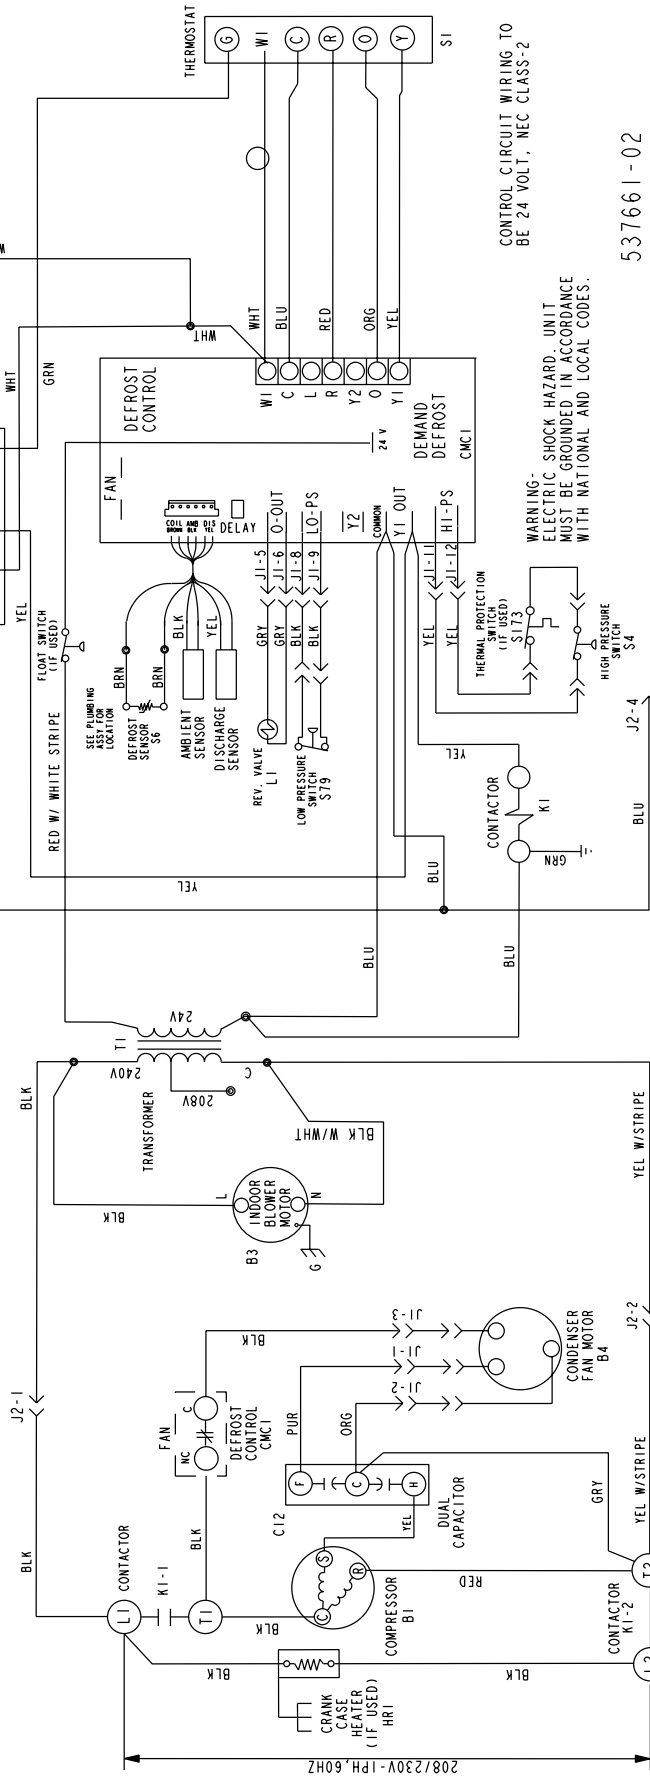 THERMOSTAT
G
W1
C
R
O
Y
S1
CONTROL CIRCUIT WIRING TO
BE 24 VOLT, NEC CLASS-2
537661-02
WARNING-
ELECTRIC SHOCK HAZARD. UNIT
MUST BE GROUNDED IN ACCORDANCE
WITH NATIONAL AND LOCAL CODES.
WHT
GRN
WHT
WHT
BLU
RED
ORG
YEL
DEFROST
CONTROL
W1
C
L
R
Y2
O
Y1
24 V
DEMAND
DEFROST
CMC1
FAN
COIL
BROWN
AMB
BLK
DIS
YEL
DELAY
O-OUT
LO-PS
Y2
COMMON
Y1 OUT
HI-PS
J1-5
J1-6
J1-8
J1-9
J1-11
J1-12
YEL
FLOAT SWITCH
(IF USED)
RED W/ WHITE STRIPE
SEE PLUMBING
ASSY FOR
LOCATION
DEFROST
SENSOR
S6
BRN
BRN
BLK
YEL
AMBIENT
SENSOR
DISCHARGE
SENSOR
GRY
GRY
BLK
BLK
REV. VALVE
L1
LOW PRESSURE
SWITCH
S79
YEL
YEL
THERMAL PROTECTION
SWITCH
(IF USED)
S173
HIGH PRESSURE
SWITCH
S4
J2-4
YEL
CONTACTOR
K1
GRN
BLU
YEL
BLU
BLU
BLU
T1
24V
240V
208V
C
TRANSFORMER
BLK
BLK W/WHT
BLK
L
INDOOR
BLOWER
MOTOR
N
B3
G
YEL W/STRIPE
J2-1
J2-2
J1-3
J1-1
J1-2
CONDENSER
FAN MOTOR
B4
BLK
PUR
ORG
FAN
NC
C
DEFROST
CONTROL
CMC1
C12
F
C
H
DUAL
CAPACITOR
YEL
GRY
YEL W/STRIPE
BLK
CONTACTOR
L1
K1-1
T1
BLK
BLK
C
S
R
COMPRESSOR
B1
RED
CONTACTOR
K1-2
BLK
BLK
CRANK
CASE
HEATER
(IF USED)
HR1
208/230V-1PH,60HZ